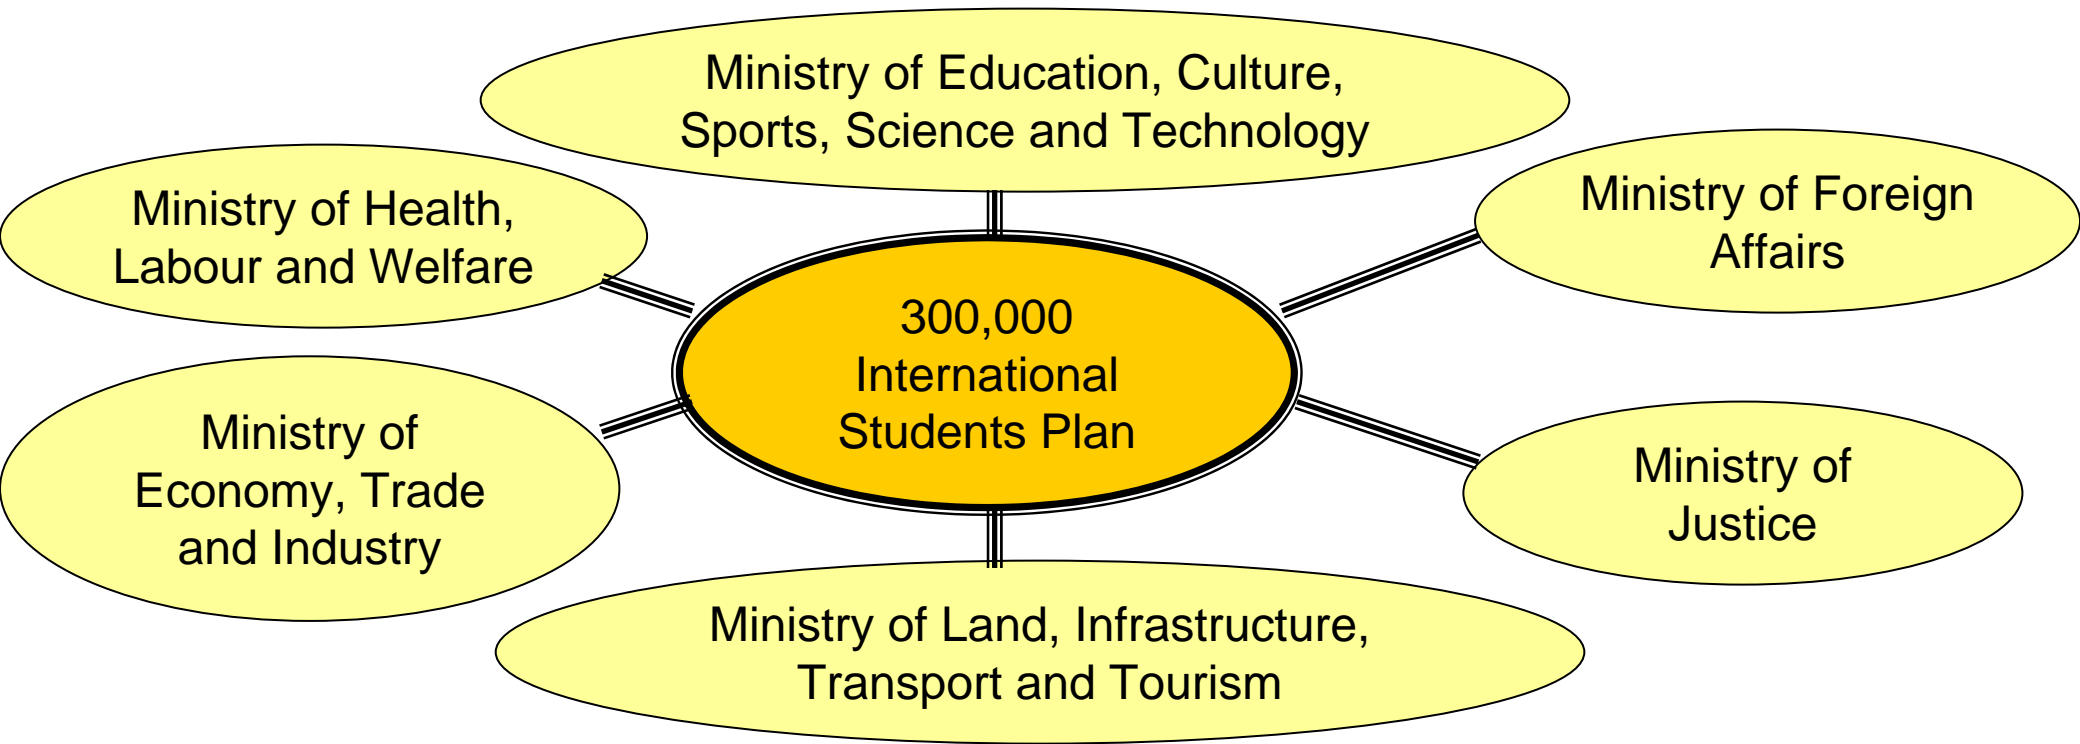 Ministry of Education, Culture,
Sports, Science and Technology
Ministry of Health,
Labour and Welfare
Ministry of Foreign
Affairs
300,000
International
Students Plan
Ministry of
Economy, Trade
and Industry
Ministry of
Justice
Ministry of Land, Infrastructure,
Transport and Tourism